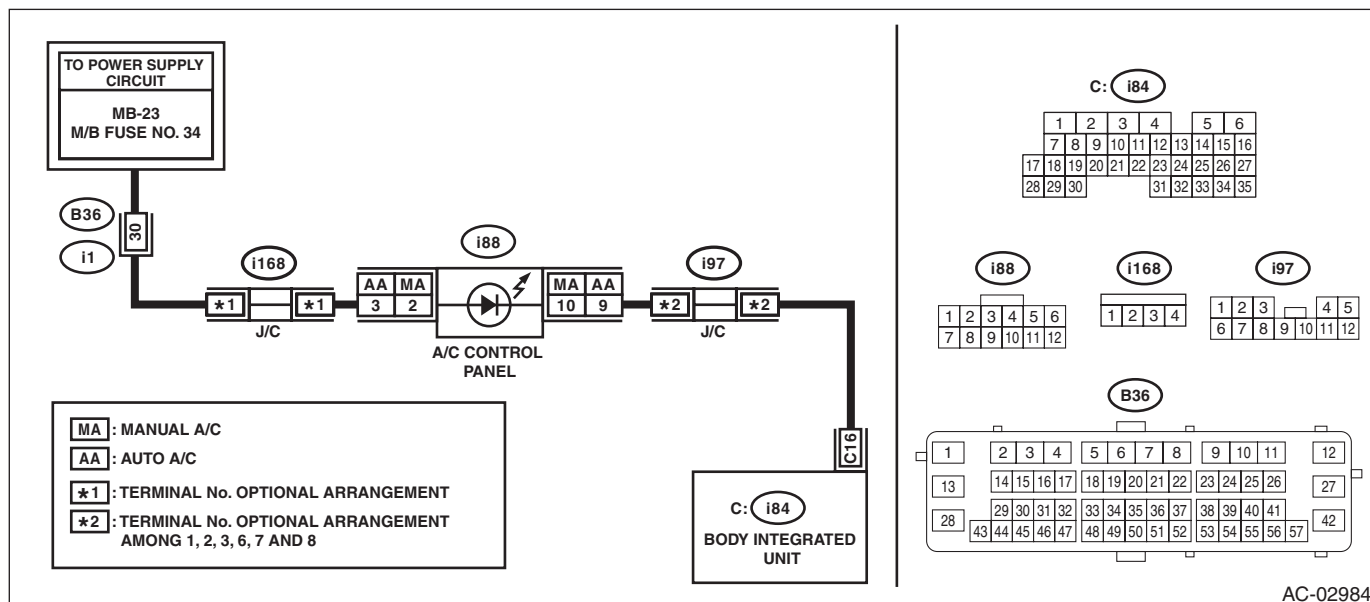 TO POWER SUPPLY
CIRCUIT
MB-23
M/B FUSE NO. 34
B36
30
i1
i168
*1 *1
J/C
i88
AA MA
3 2
MA AA
10 9
A/C CONTROL
PANEL
i97
*2 *2
J/C
C16
C: i84
BODY INTEGRATED
UNIT
MA : MANUAL A/C
AA : AUTO A/C
*1 : TERMINAL No. OPTIONAL ARRANGEMENT
*2 : TERMINAL No. OPTIONAL ARRANGEMENT
AMONG 1, 2, 3, 6, 7 AND 8
C: i84
1 2 3 4 5 6
7 8 9 10 11 12 13 14 15 16
17 18 19 20 21 22 23 24 25 26 27
28 29 30 31 32 33 34 35
i88
1 2 3 4 5 6
7 8 9 10 11 12
i168
1 2 3 4
i97
1 2 3 4 5
6 7 8 9 10 11 12
B36
1 2 3 4 5 6 7 8 9 10 11 12
13 14 15 16 17 18 19 20 21 22 23 24 25 26 27
28 29 30 31 32 33 34 35 36 37 38 39 40 41 42
43 44 45 46 47 48 49 50 51 52 53 54 55 56 57
AC-02984